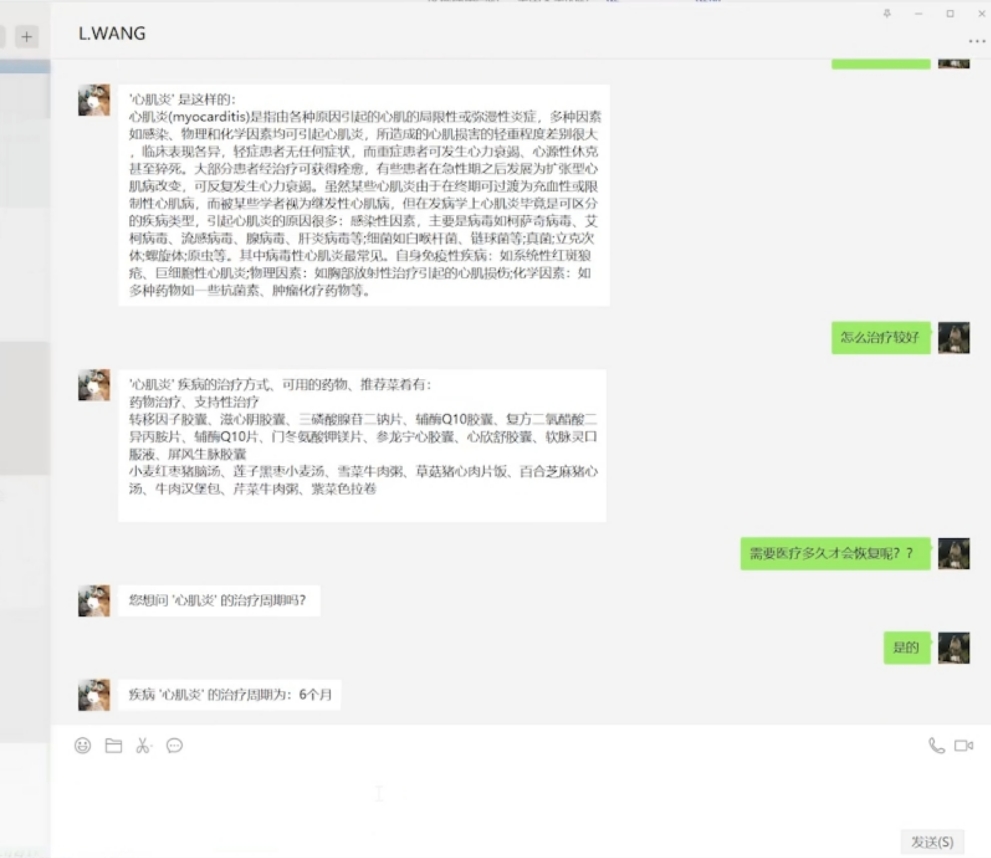 L.WANG
'心肌炎' 是这样的：
心肌炎(myocarditis)是指由各种原因引起的心肌的局限性或弥漫性炎症，多种因素
如感染、物理和化学因素均可引起心肌炎，所造成的心肌损害的轻重程度差别很大
，临床表现各异，轻症患者无任何症状，而重症患者可发生心力衰竭、心源性休克
甚至猝死。大部分患者经治疗可获得痊愈，有些患者在急性期之后发展为扩张型心
肌病改变，可反复发生心力衰竭。虽然某些心肌炎由于在终期可过渡为充血性或限
制性心肌病，而被某些学者视为继发性心肌病，但在发病学上心肌炎毕竟是可区分
的疾病类型，引起心肌炎的原因很多：感染性因素，主要是病毒如柯萨奇病毒、艾
柯病毒、流感病毒、腺病毒、肝炎病毒等;细菌如白喉杆菌、链球菌等;真菌;立克次
体;螺旋体;原虫等。其中病毒性心肌炎最常见。自身免疫性疾病：如系统性红斑狼
疮、巨细胞性心肌炎;物理因素：如胸部放射性治疗引起的心肌损伤;化学因素：如
多种药物如一些抗菌素、肿瘤化疗药物等。
怎么治疗较好
'心肌炎' 疾病的治疗方式、可用的药物、推荐菜肴有：
药物治疗、支持性治疗
转移因子胶囊、滋心阴胶囊、三磷酸腺苷二钠片、辅酶Q10胶囊、复方二氯醋酸二
异丙胺片、辅酶Q10片、门冬氨酸钾镁片、参龙宁心胶囊、心欣舒胶囊、软脉灵口
服液、屏风生脉胶囊
小麦红枣猪脑汤、莲子黑枣小麦汤、雪菜牛肉粥、草菇猪心肉片饭、百合芝麻猪心
汤、牛肉汉堡包、芹菜牛肉粥、紫菜色拉卷
需要医疗多久才会恢复呢？？
您想问 '心肌炎' 的治疗周期吗？
是的
疾病 '心肌炎' 的治疗周期为：6个月
发送(S)